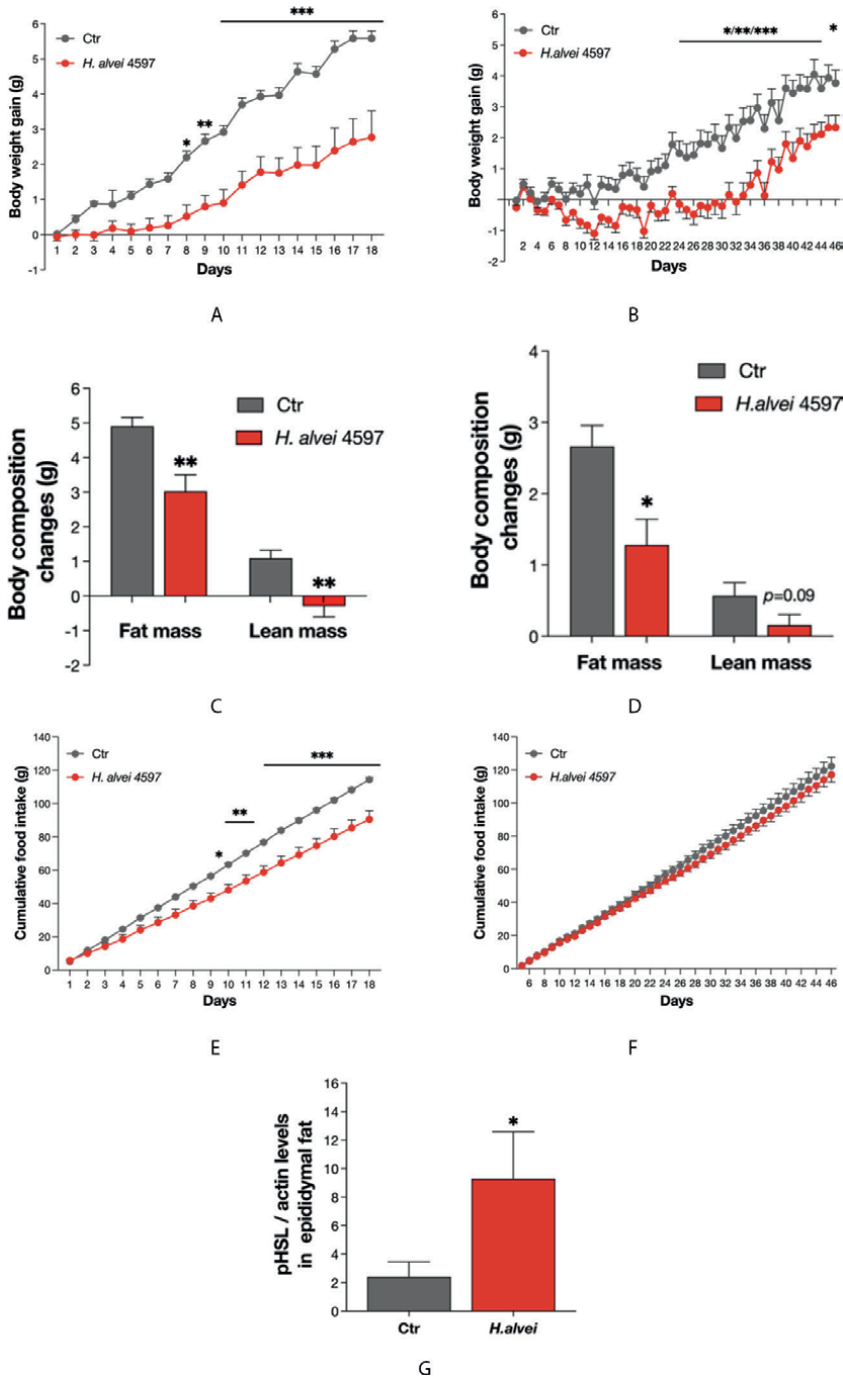 ***
6
Ctr
H. alvei 4597
5
4
3
**
*
2
1
0
-1
Body weight gain (g)
1 2 3 4 5 6 7 8 9 10 11 12 13 14 15 16 17 18
Days
A
*/**/***
*
6
Ctr
H.alvei 4597
5
4
3
2
1
0
-1
-2
Body weight gain (g)
2 4 6 8 10 12 14 16 18 20 22 24 26 28 30 32 34 36 38 40 42 44 46
Days
B
6
5
4
3
2
1
0
-1
-2
Body composition
changes (g)
Ctr
H. alvei 4597
**
**
Fat mass
Lean mass
C
4
3
2
1
0
Body composition
changes (g)
Ctr
H.alvei 4597
*
p=0.09
Fat mass
Lean mass
D
140
120
100
80
60
40
20
0
Cumulative food intake (g)
Ctr
H. alvei 4597
*
**
***
1 2 3 4 5 6 7 8 9 10 11 12 13 14 15 16 17 18
Days
E
140
120
100
80
60
40
20
0
Cumulative food intake (g)
Ctr
H.alvei 4597
6 8 10 12 14 16 18 20 22 24 26 28 30 32 34 36 38 40 42 44 46
Days
F
16
14
12
10
8
6
4
2
0
pHSL / actin levels
in epididymal fat
*
Ctr
H.alvei
G